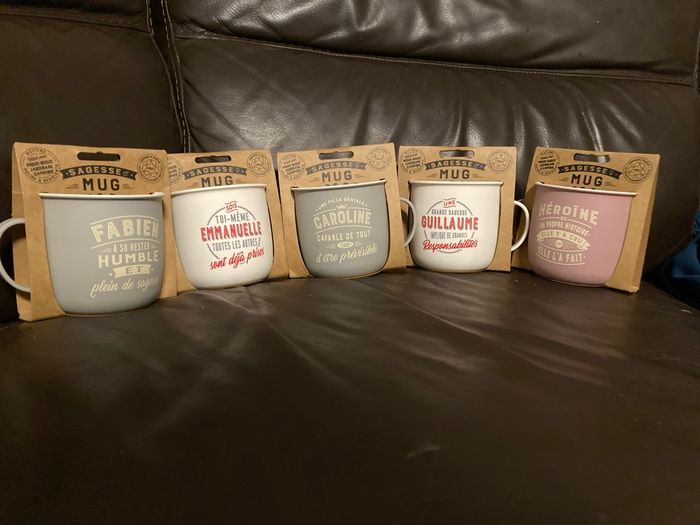 SAGESSE
MUG
FABIEN
A SU RESTER
HUMBLE
ET
plein de sagesse
SAGESSE
MUG
SOIS
TOI-MÊME
EMMANUELLE
TOUTES LES AUTRES
sont déjà prises
SAGESSE
MUG
UNE FILLE GÉNIALE
CAROLINE
CAPABLE DE TOUT
SAUF
d'être prévisible
SAGESSE
MUG
UNE
GRANDE SAGESSE
GUILLAUME
IMPLIQUE DE GRANDES
Responsabilités
SAGESSE
MUG
HÉROÏNE
DE
SA PROPRE HISTOIRE
ELLE Y A CRU
ELLE L'A FAIT